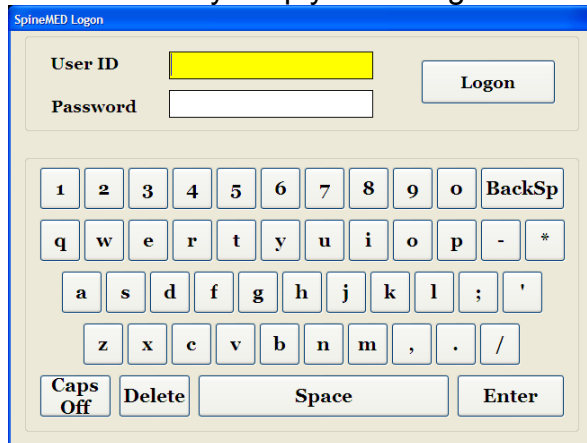 SpineMED Logon
User ID
Logon
Password
1 2 3 4 5 6 7 8 9 0 BackSp
q w e r t y u i o p - *
a s d f g h j k l ; '
z x c v b n m , . /
Caps Off Delete Space Enter